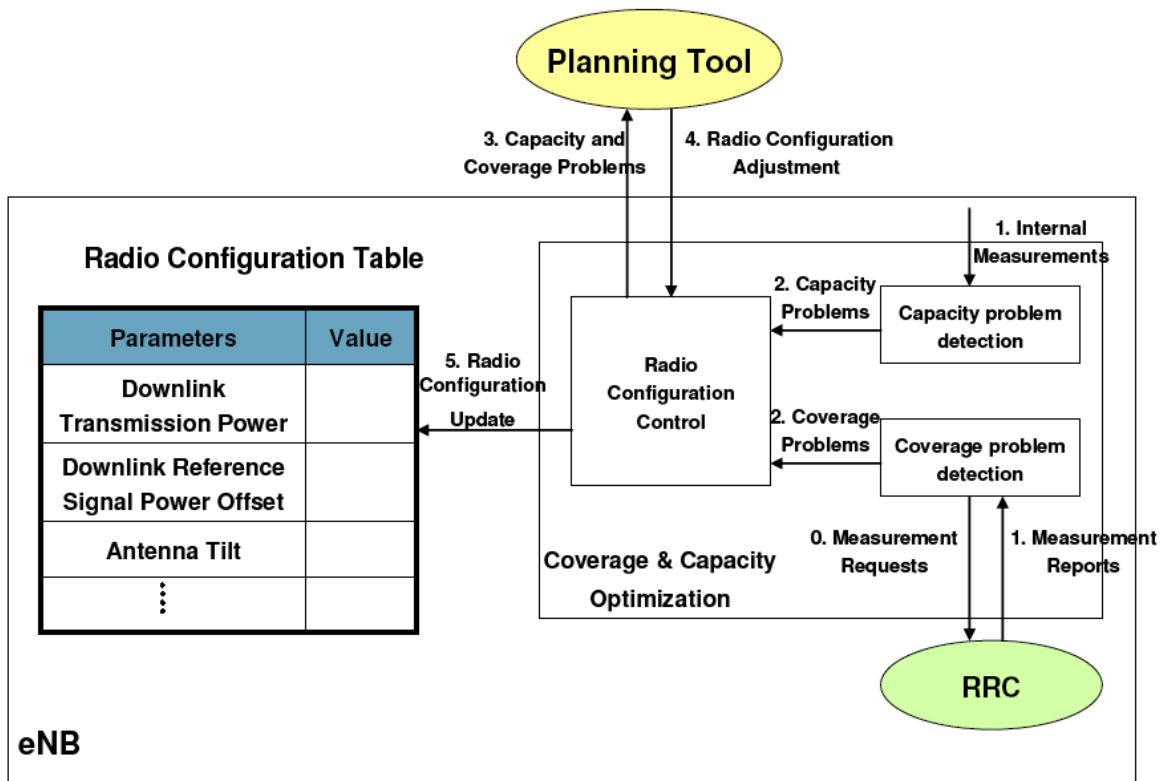 Planning Tool
3. Capacity and
Coverage Problems
4. Radio Configuration
Adjustment
1. Internal
Measurements
Radio Configuration Table
Parameters
Value
Downlink
Transmission Power
Downlink Reference
Signal Power Offset
Antenna Tilt
5. Radio
Configuration
Update
Radio
Configuration
Control
2. Capacity
Problems
Capacity problem
detection
2. Coverage
Problems
Coverage problem
detection
0. Measurement
Requests
1. Measurement
Reports
Coverage & Capacity
Optimization
RRC
eNB